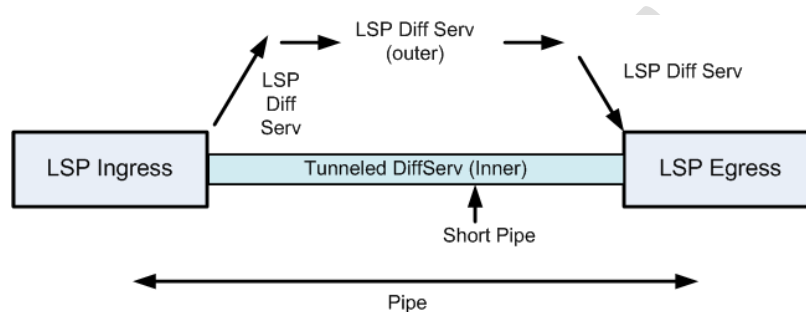 LSP Diff Serv
(outer)
LSP
Diff
Serv
LSP Diff Serv
LSP Ingress
Tunneled DiffServ (Inner)
LSP Egress
Short Pipe
Pipe